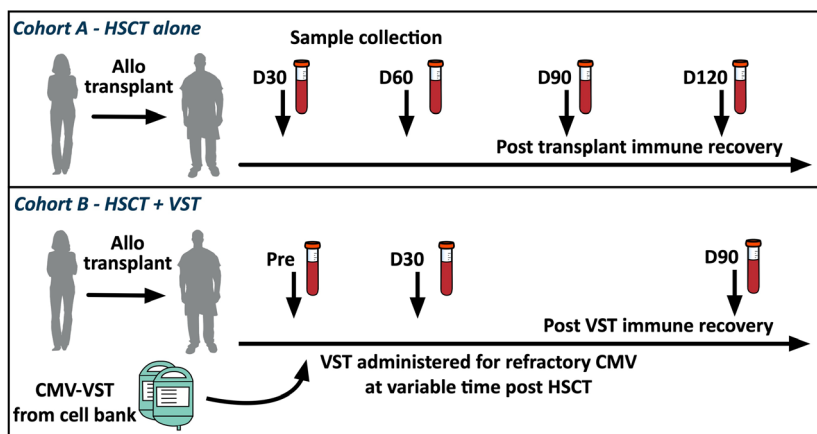 Cohort A - HSCT alone
Sample collection
Allo
transplant
D30
D60
D90
D120
Post transplant immune recovery
Cohort B - HSCT + VST
Allo
transplant
Pre
D30
D90
Post VST immune recovery
VST administered for refractory CMV
at variable time post HSCT
CMV-VST
from cell bank